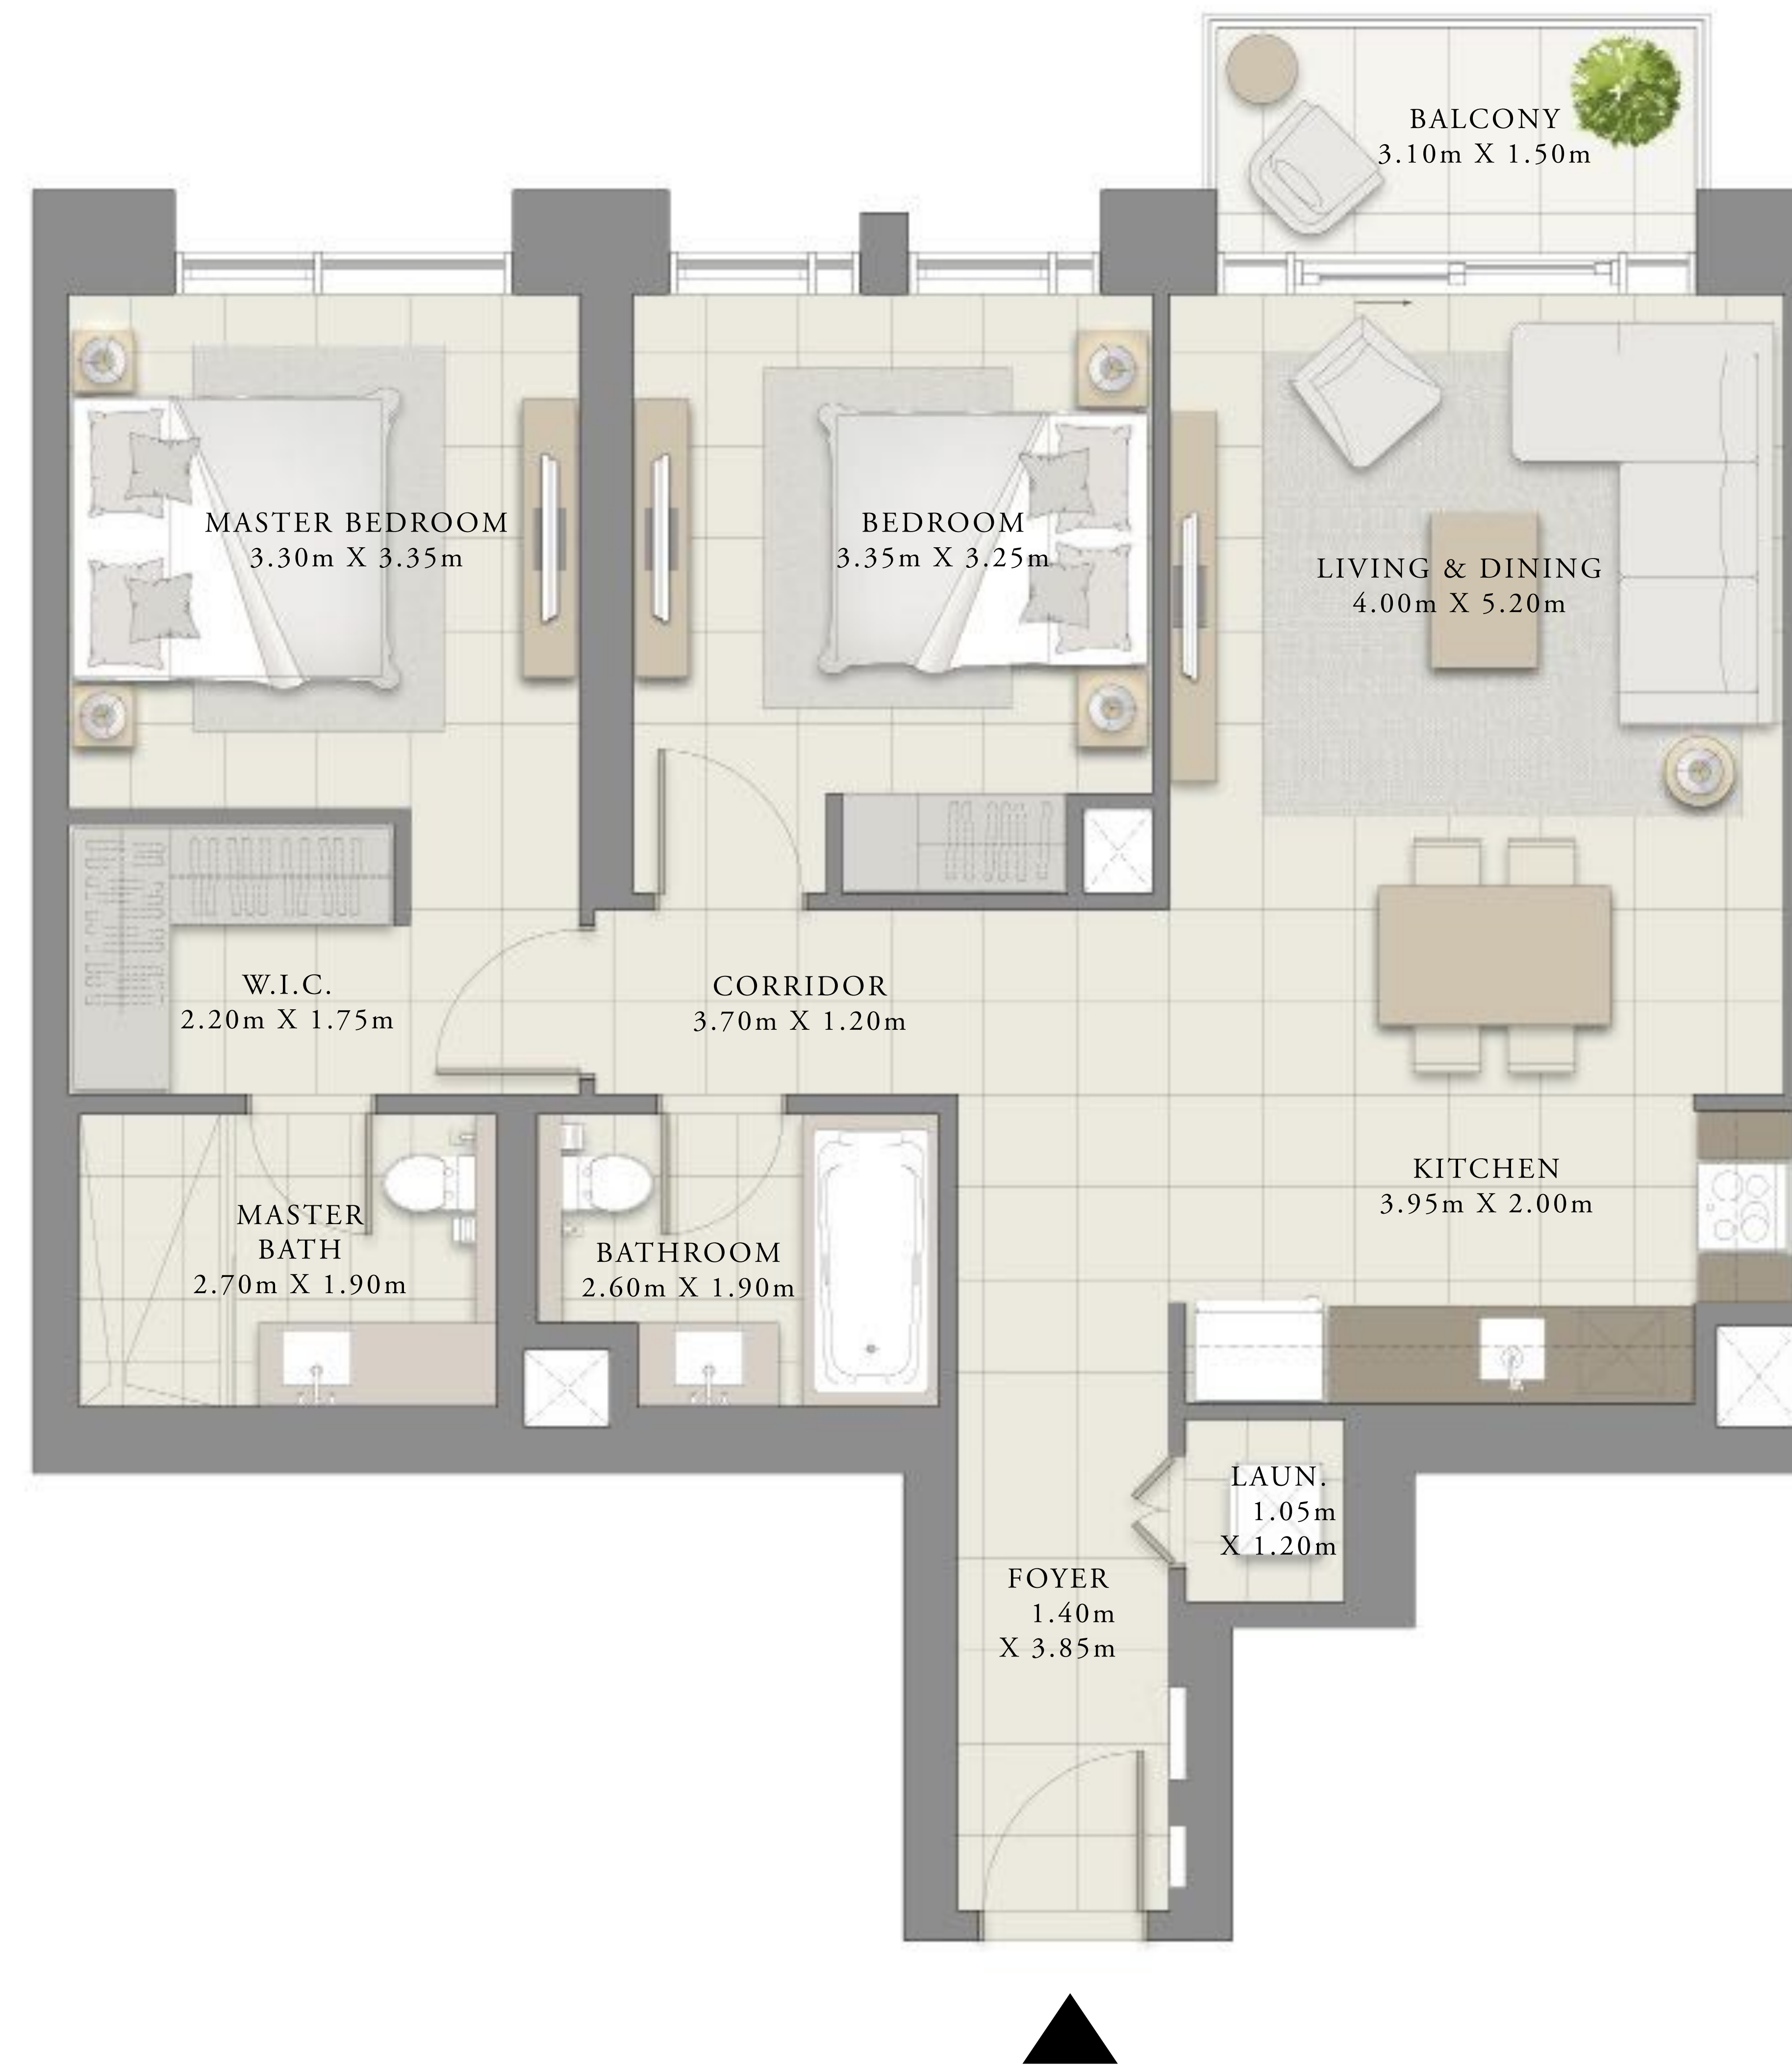 BALCONY
3.10m X 1.50m
MASTER BEDROOM
3.30m X 3.35m
BEDROOM
3.35m X 3.25m
LIVING & DINING
4.00m X 5.20m
W.I.C.
2.20m X 1.75m
CORRIDOR
3.70m X 1.20m
KITCHEN
3.95m X 2.00m
MASTER
BATH
2.70m X 1.90m
BATHROOM
2.60m X 1.90m
LAUN.
1.05m
X 1.20m
FOYER
1.40m
X 3.85m